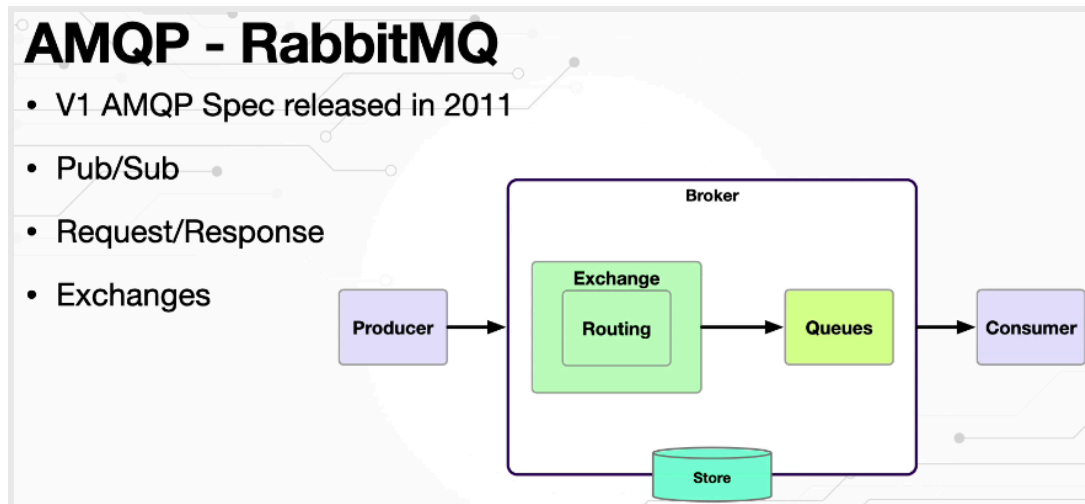 AMQP - RabbitMQ
• V1 AMQP Spec released in 2011
• Pub/Sub
• Request/Response
• Exchanges
Broker
Exchange
Producer
Routing
Queues
Consumer
Store